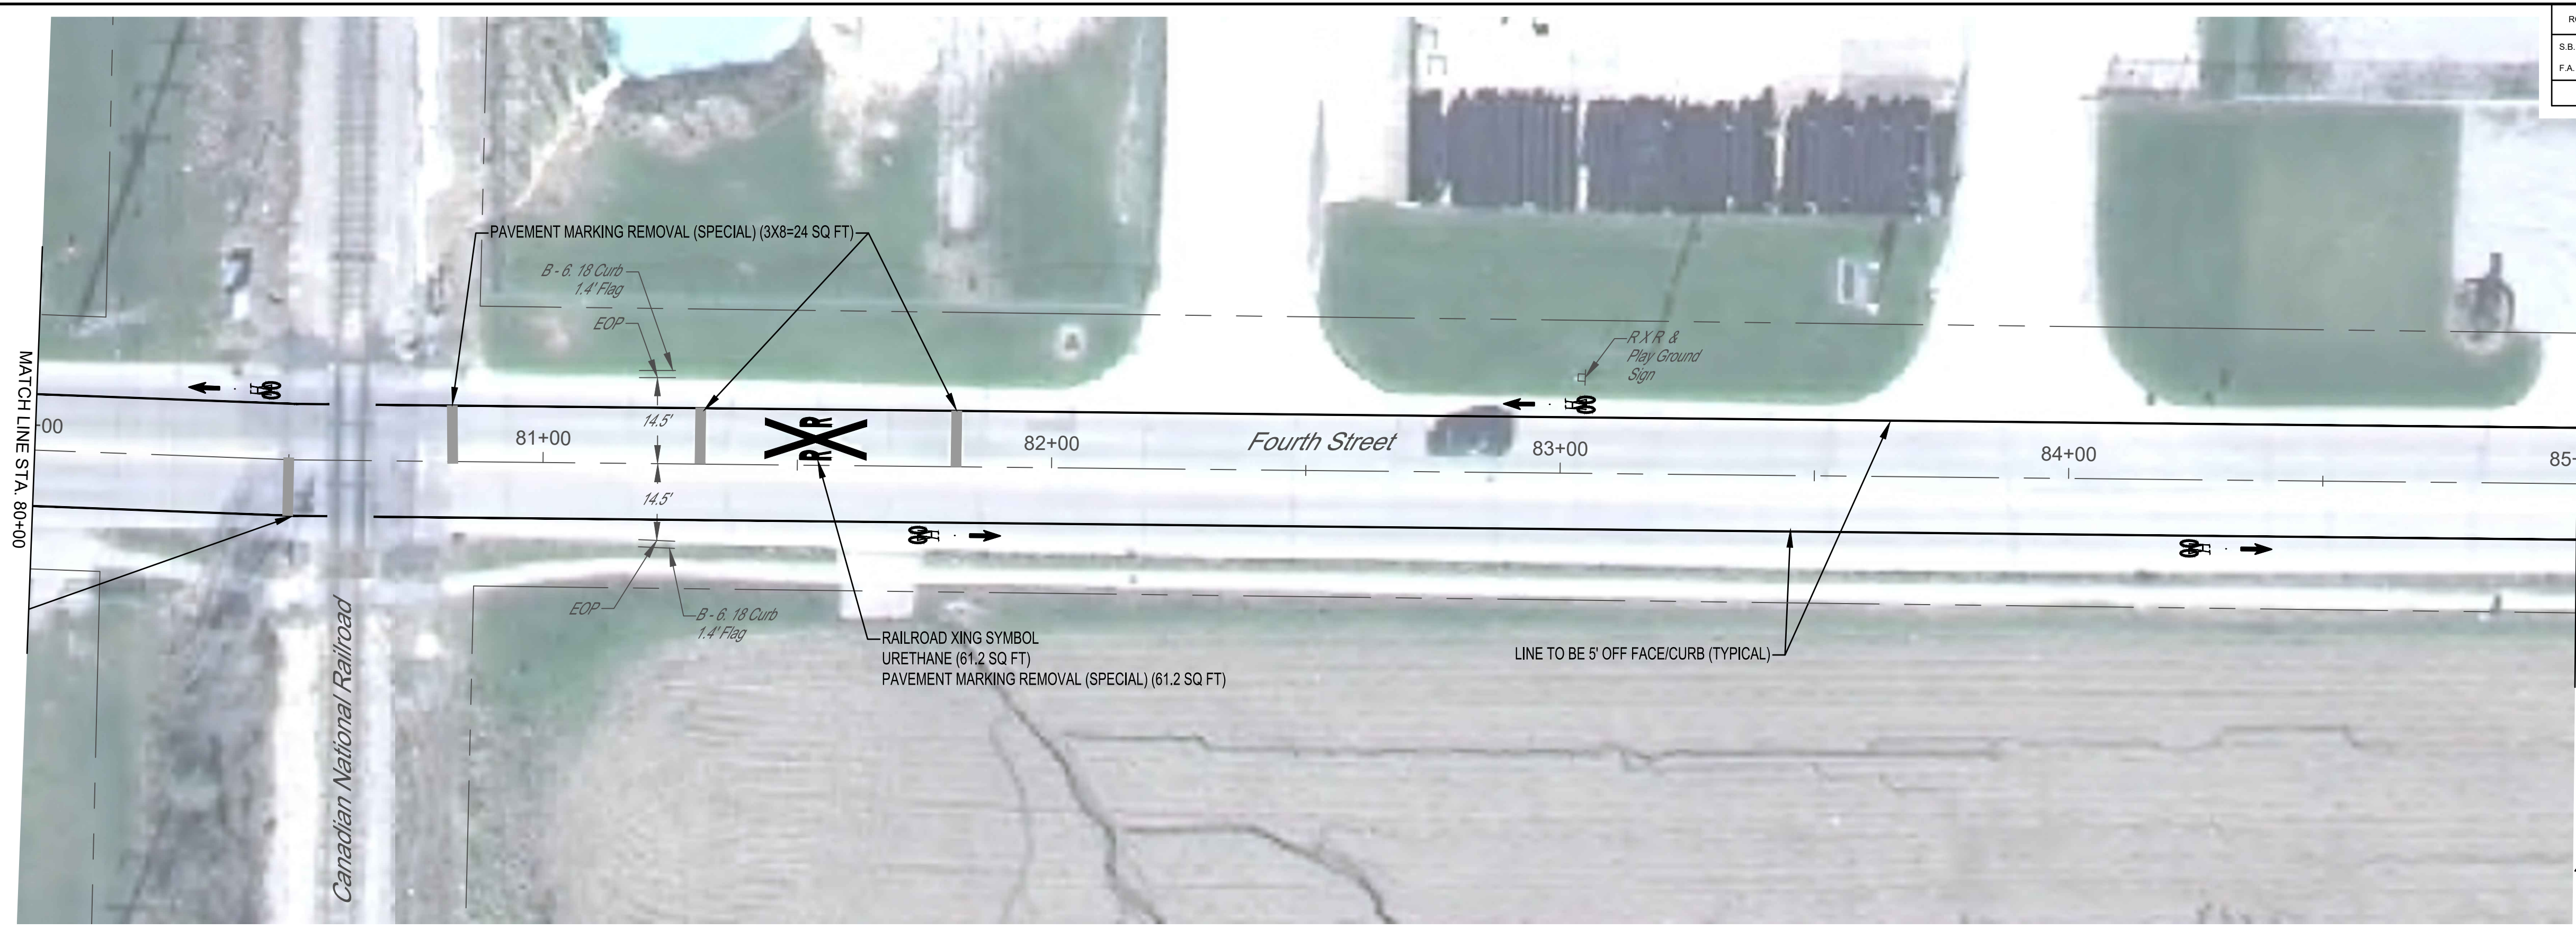 S.B.
F.A.
PAVEMENT MARKING REMOVAL (SPECIAL) (3X8=24 SQ FT)
B - 6. 18 Curb
1.4' Flag
EOP
R X R &
Play Ground
Sign
MATCH LINE STA. 80+00
+00
14.5'
81+00
R R
82+00
Fourth Street
83+00
84+00
85+
14.5'
EOP
B - 6. 18 Curb
1.4' Flag
RAILROAD XING SYMBOL
URETHANE (61.2 SQ FT)
PAVEMENT MARKING REMOVAL (SPECIAL) (61.2 SQ FT)
LINE TO BE 5' OFF FACE/CURB (TYPICAL)
Canadian National Railroad